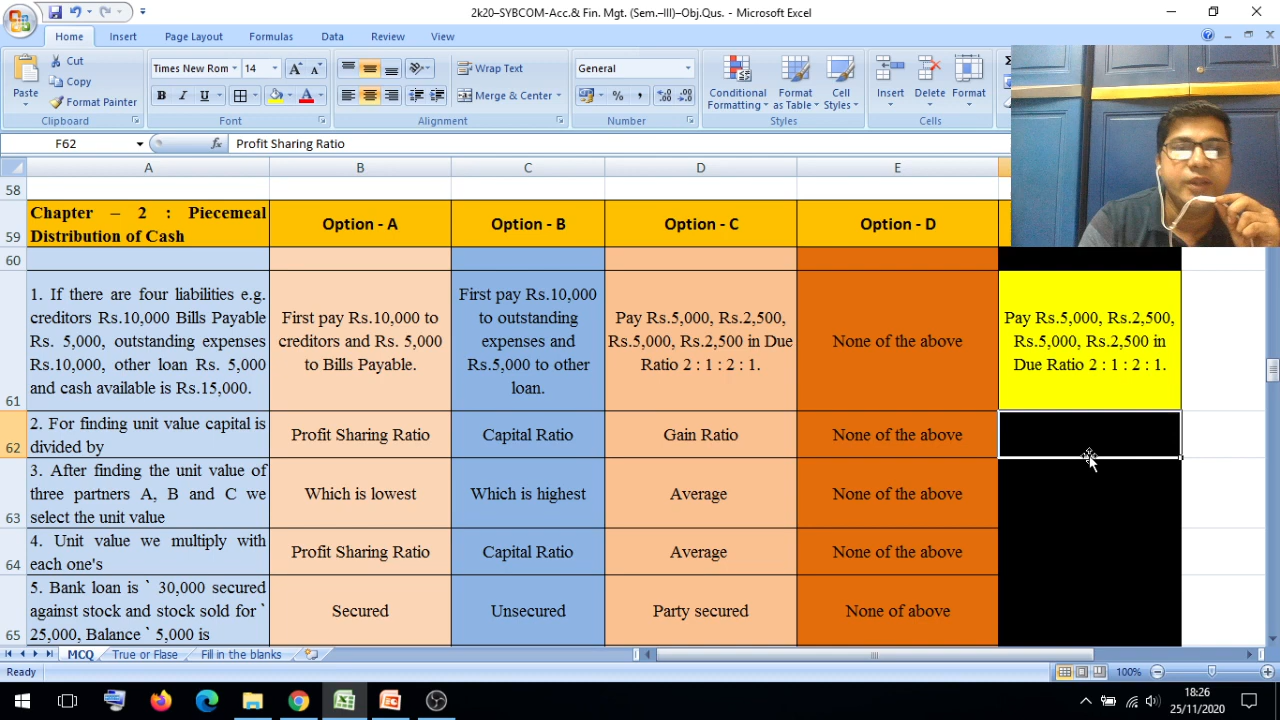 2k20–SYBCOM-Acc.& Fin. Mgt. (Sem.–III)–Obj.Qus. - Microsoft Excel
Home Insert Page Layout Formulas Data Review View
Paste
Cut
Copy
Format Painter
Clipboard
Times New Rom 14
B I U
Font
Wrap Text
Merge & Center
Alignment
General
%
Number
Conditional Formatting
Format as Table
Cell Styles
Styles
Insert Delete Format
Cells
F62 fx Profit Sharing Ratio
A B C D E
58
59
Chapter – 2 : Piecemeal
Distribution of Cash
Option - A
Option - B
Option - C
Option - D
60
61
1. If there are four liabilities e.g.
creditors Rs.10,000 Bills Payable
Rs. 5,000, outstanding expenses
Rs.10,000, other loan Rs. 5,000
and cash available is Rs.15,000.
First pay Rs.10,000 to
creditors and Rs. 5,000
to Bills Payable.
First pay Rs.10,000
to outstanding
expenses and
Rs.5,000 to other
loan.
Pay Rs.5,000, Rs.2,500,
Rs.5,000, Rs.2,500 in Due
Ratio 2 : 1 : 2 : 1.
None of the above
Pay Rs.5,000, Rs.2,500,
Rs.5,000, Rs.2,500 in
Due Ratio 2 : 1 : 2 : 1.
62
2. For finding unit value capital is
divided by
Profit Sharing Ratio
Capital Ratio
Gain Ratio
None of the above
63
3. After finding the unit value of
three partners A, B and C we
select the unit value
Which is lowest
Which is highest
Average
None of the above
64
4. Unit value we multiply with
each one's
Profit Sharing Ratio
Capital Ratio
Average
None of the above
65
5. Bank loan is ` 30,000 secured
against stock and stock sold for `
25,000, Balance ` 5,000 is
Secured
Unsecured
Party secured
None of above
MCQ True or Flase Fill in the blanks
Ready
100%
18:26
25/11/2020